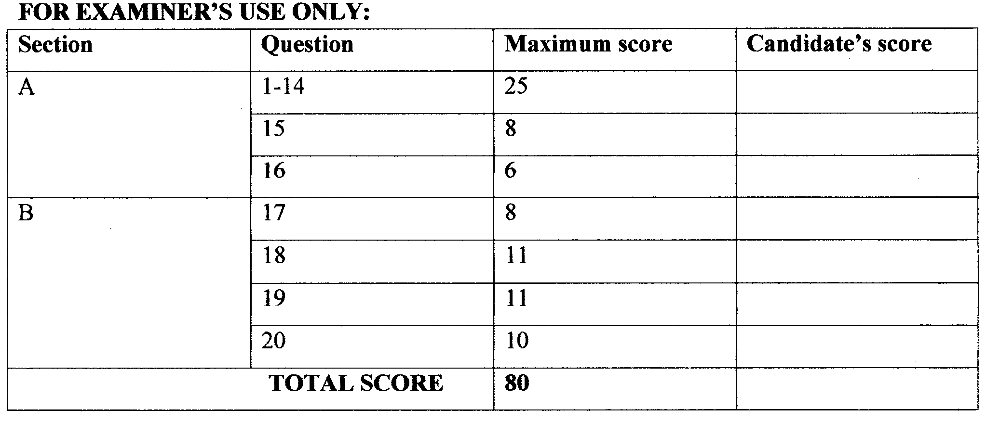 FOR EXAMINER'S USE ONLY:
Section Question Maximum score Candidate's score
A 1-14 25
15 8
16 6
B 17 8
18 11
19 11
20 10
TOTAL SCORE 80